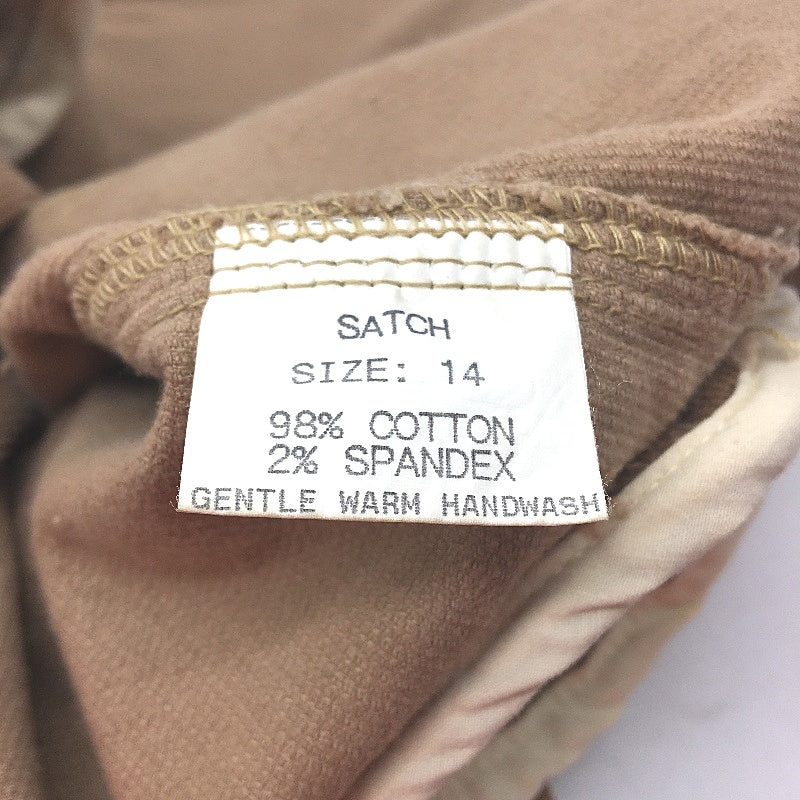 SATCH
SIZE: 14
98% COTTON
2% SPANDEX
GENTLE WARM HANDWASH